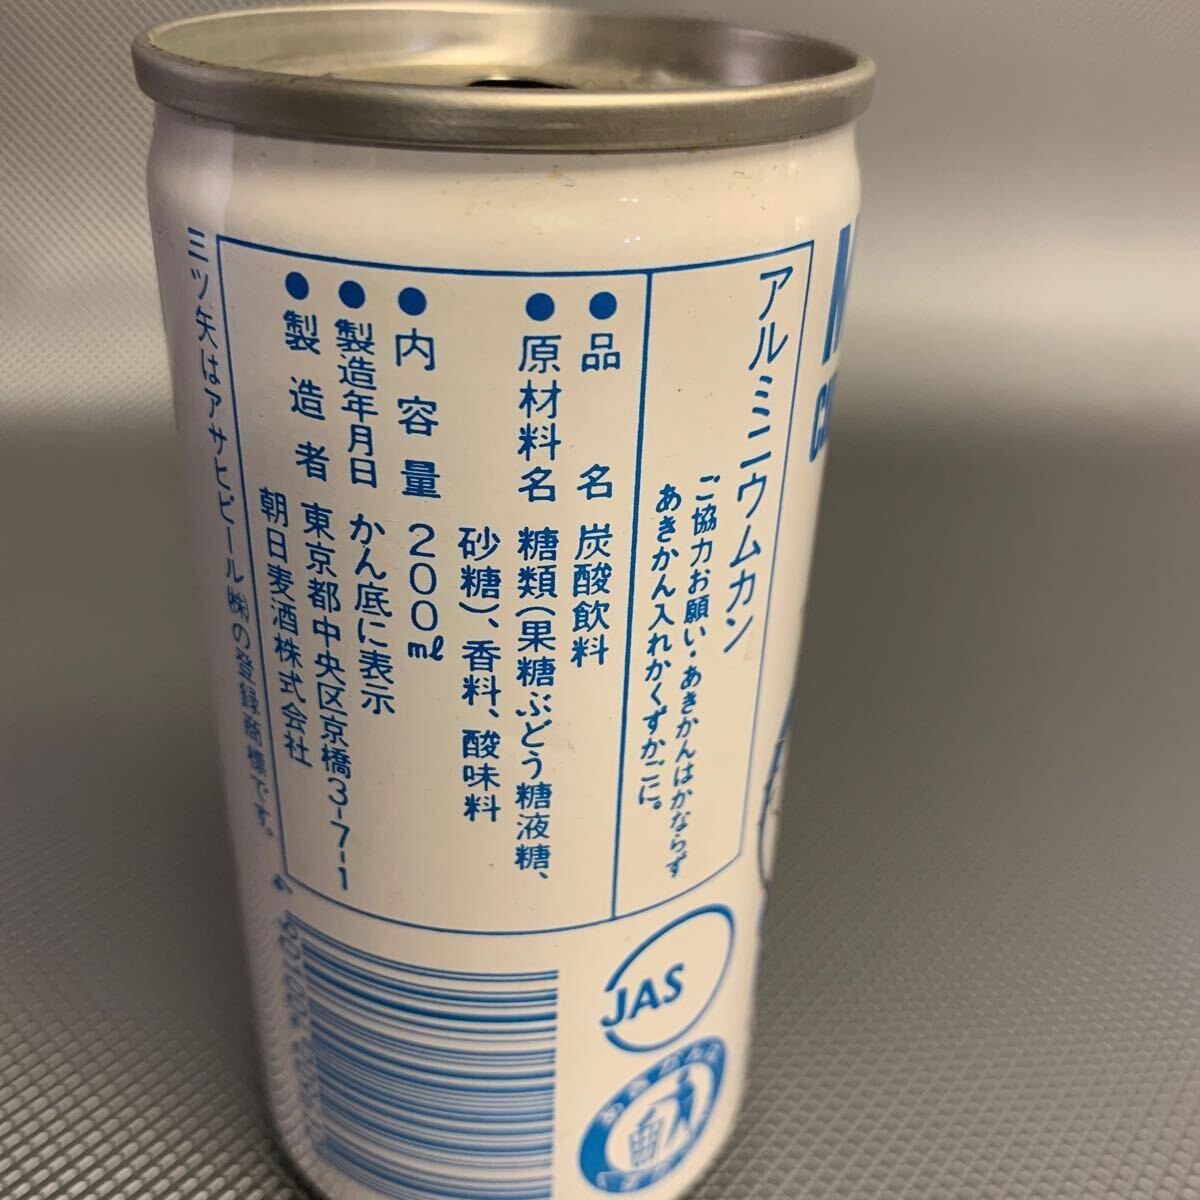 アルミニウムカン
ご協力お願い・あきかんはかならず
あきかん入れかくずかごに。
●品名 炭酸飲料
●原材料名 糖類(果糖ぶどう糖液糖、
砂糖)、香料、酸味料
●内容量 200ml
●製造年月日 かん底に表示
●製造者 東京都中央区京橋3-7-1
朝日麦酒株式会社
三ツ矢はアサヒビール㈱の登録商標です。
JAS